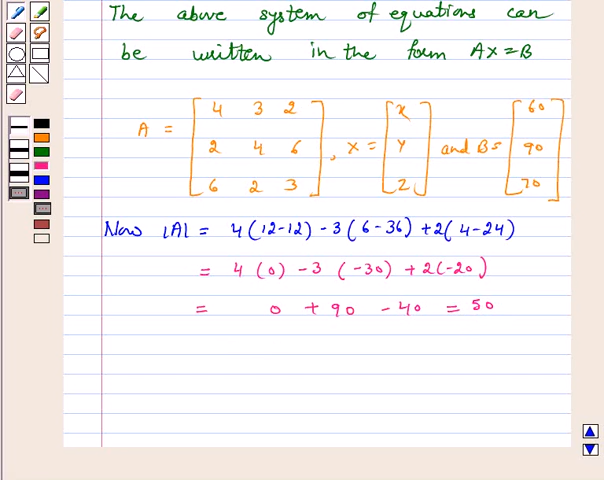 The above system of equations can
be written in the form AX=B
A = [ 4 3 2
2 4 6
6 2 3 ], X = [ x
y
z ] and B= [ 60
90
70 ]
Now |A| = 4(12-12) -3(6-36) +2(4-24)
= 4(0) -3(-30) +2(-20)
= 0 + 90 - 40 = 50